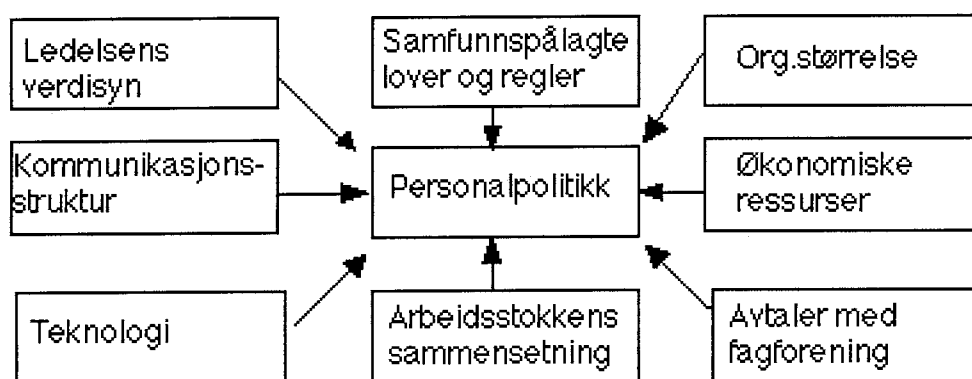 Ledelsens
verdisyn
Samfunnspålagte
lover og regler
Org.størrelse
Kommunikasjons-
struktur
Personalpolitikk
Økonomiske
ressurser
Teknologi
Arbeidsstokkens
sammensetning
Avtaler med
fagforening